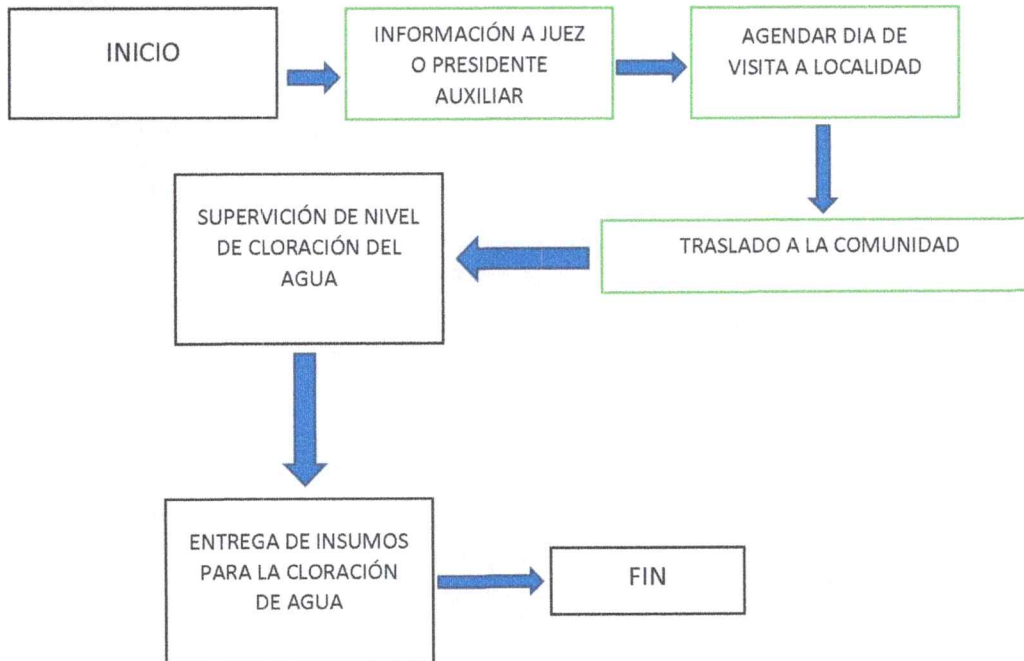 INICIO
INFORMACIÓN A JUEZ
O PRESIDENTE
AUXILIAR
AGENDAR DIA DE
VISITA A LOCALIDAD
TRASLADO A LA COMUNIDAD
SUPERVICIÓN DE NIVEL
DE CLORACIÓN DEL
AGUA
ENTREGA DE INSUMOS
PARA LA CLORACIÓN
DE AGUA
FIN